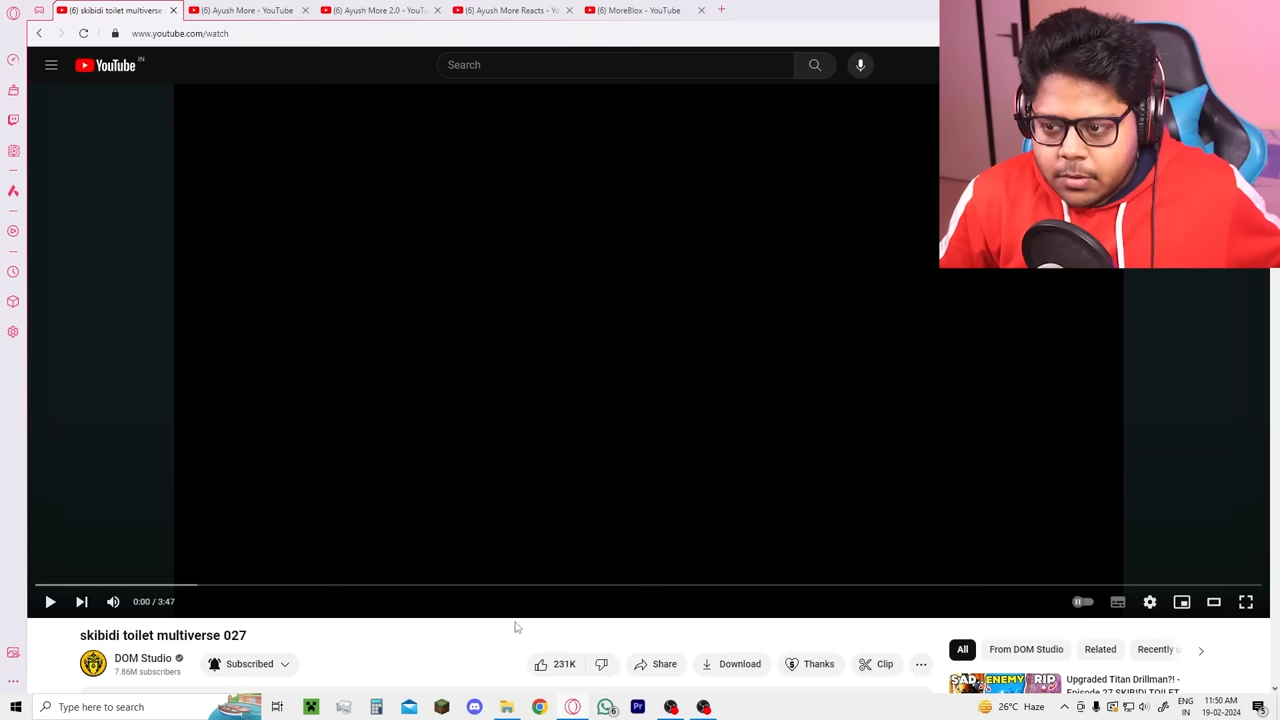 (6) skibidi toilet multiverse
(6) Ayush More - YouTube
(6) Ayush More 2.0 - YouTu
(6) Ayush More Reacts - Yo
(6) MoreBlox - YouTube
www.youtube.com/watch
YouTube IN
Search
0:00 / 3:47
skibidi toilet multiverse 027
DOM Studio
7.86M subscribers
Subscribed
231K
Share
Download
Thanks
Clip
All
From DOM Studio
Related
Recently u
SAD ENEMY RIP
Upgraded Titan Drillman?! -
Episode 27 SKIBIDI TOILET
Type here to search
6
26°C Haze
ENG
IN
11:50 AM
19-02-2024